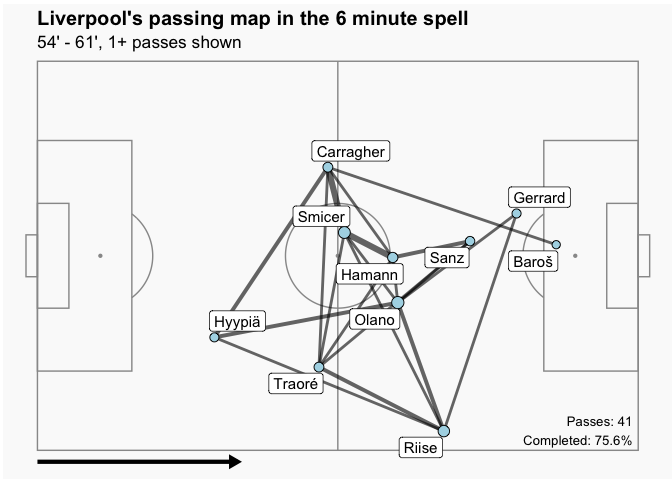 Liverpool's passing map in the 6 minute spell
54' - 61', 1+ passes shown
Carragher
Gerrard
Smicer
Sanz
Baroš
Hamann
Hyypiä
Olano
Traoré
Passes: 41
Completed: 75.6%
Riise